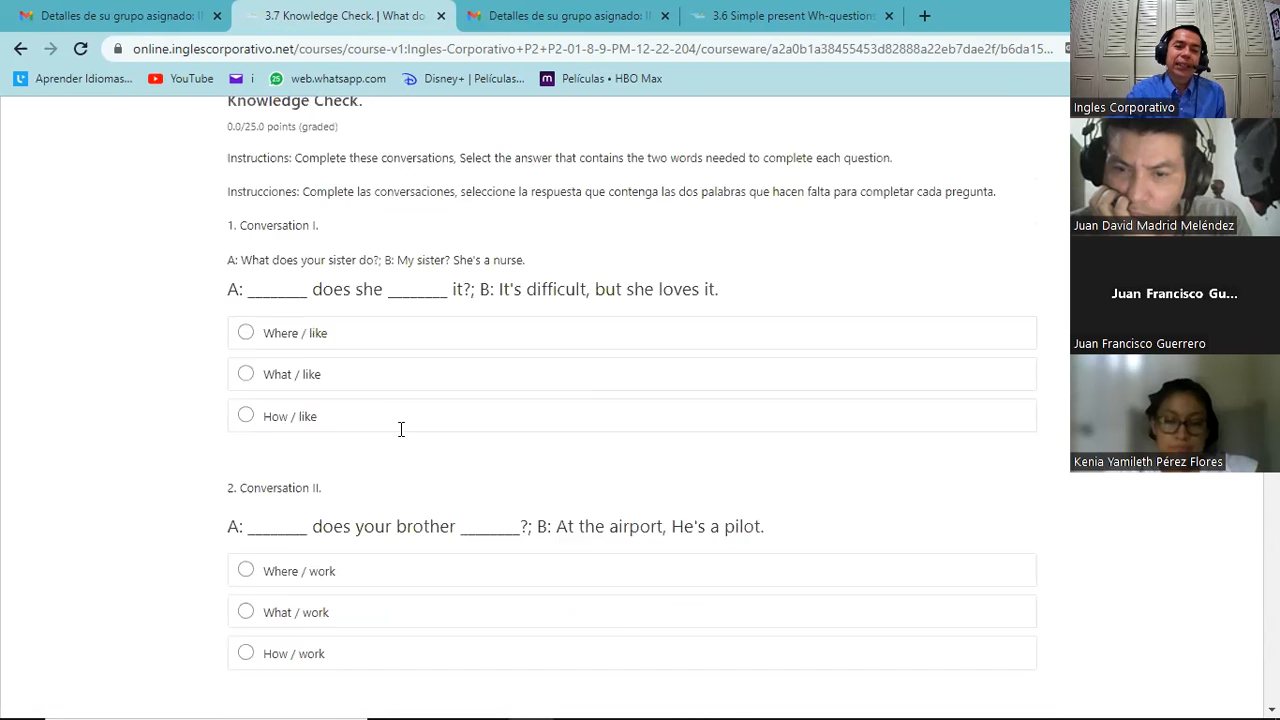 Detalles de su grupo asignado: !!
3.7 Knowledge Check. | What do
Detalles de su grupo asignado: !!
3.6 Simple present Wh-question
online.inglescorporativo.net/courses/course-v1:Ingles-Corporativo+P2+P2-01-8-9-PM-12-22-204/courseware/
Aprender Idiomas...
YouTube
i
web.whatsapp.com
Disney+ | Películas...
Películas • HBO Max
Knowledge Check.
0.0/25.0 points (graded)
Instructions: Complete these conversations, Select the answer that contains the two words needed to complete each question.
Instrucciones: Complete las conversaciones, seleccione la respuesta que contenga las dos palabras que hacen falta para completar cada pregunta.
1. Conversation I.
A: What does your sister do?; B: My sister? She's a nurse.
A: _______ does she _______ it?; B: It's difficult, but she loves it.
Where / like
What / like
How / like
2. Conversation II.
A: _______ does your brother _______?; B: At the airport, He's a pilot.
Where / work
What / work
How / work
Ingles Corporativo
Juan David Madrid Meléndez
Juan Francisco Gu...
Juan Francisco Guerrero
Kenia Yamileth Pérez Flores